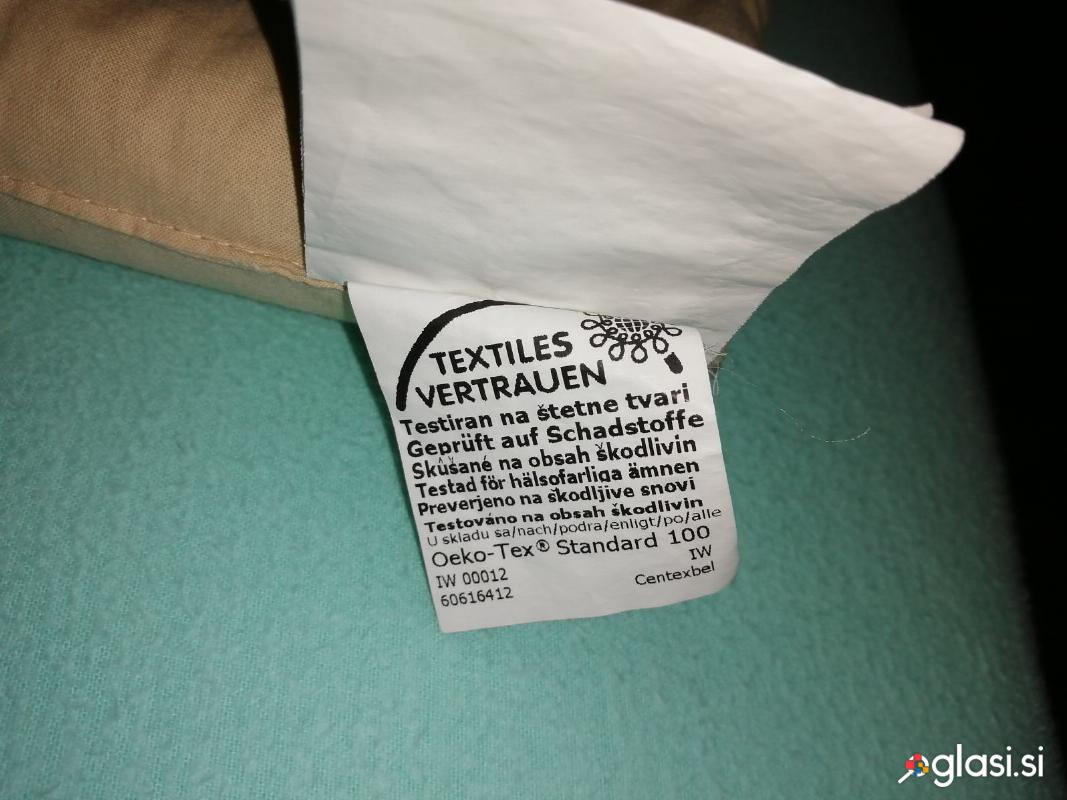 TEXTILES
VERTRAUEN
Testiran na štetne tvari
Geprüft auf Schadstoffe
Skúšané na obsah škodlivin
Testad för hälsofarliga ämnen
Preverjeno na škodljive snovi
Testováno na obsah škodlivin
U skladu sa/nach/podra/enligt/po/alle
Oeko-Tex® Standard 100
IW 00012 IW
60616412 Centexbel
oglasi.si